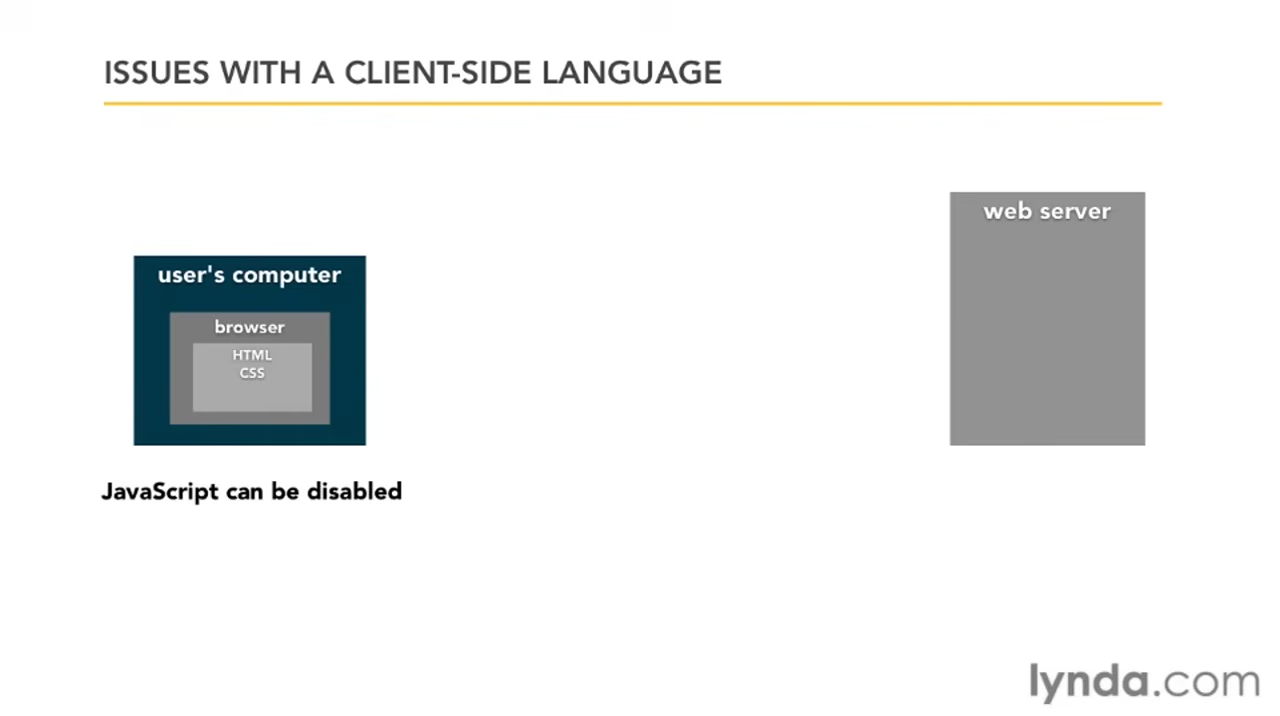 ISSUES WITH A CLIENT-SIDE LANGUAGE
web server
user's computer
browser
HTML
CSS
JavaScript can be disabled
lynda.com